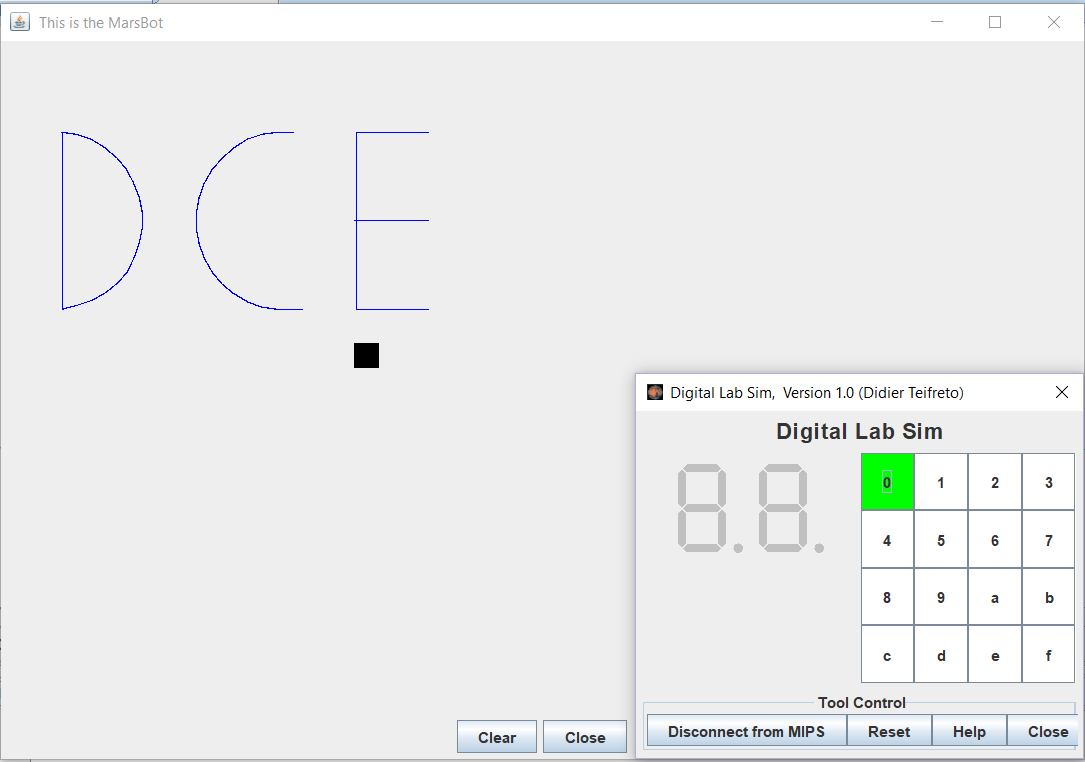 This is the MarsBot
DCE
Digital Lab Sim, Version 1.0 (Didier Teifreto)
Digital Lab Sim
8.8.
0 1 2 3
4 5 6 7
8 9 a b
c d e f
Tool Control
Disconnect from MIPS Reset Help Close
Clear Close